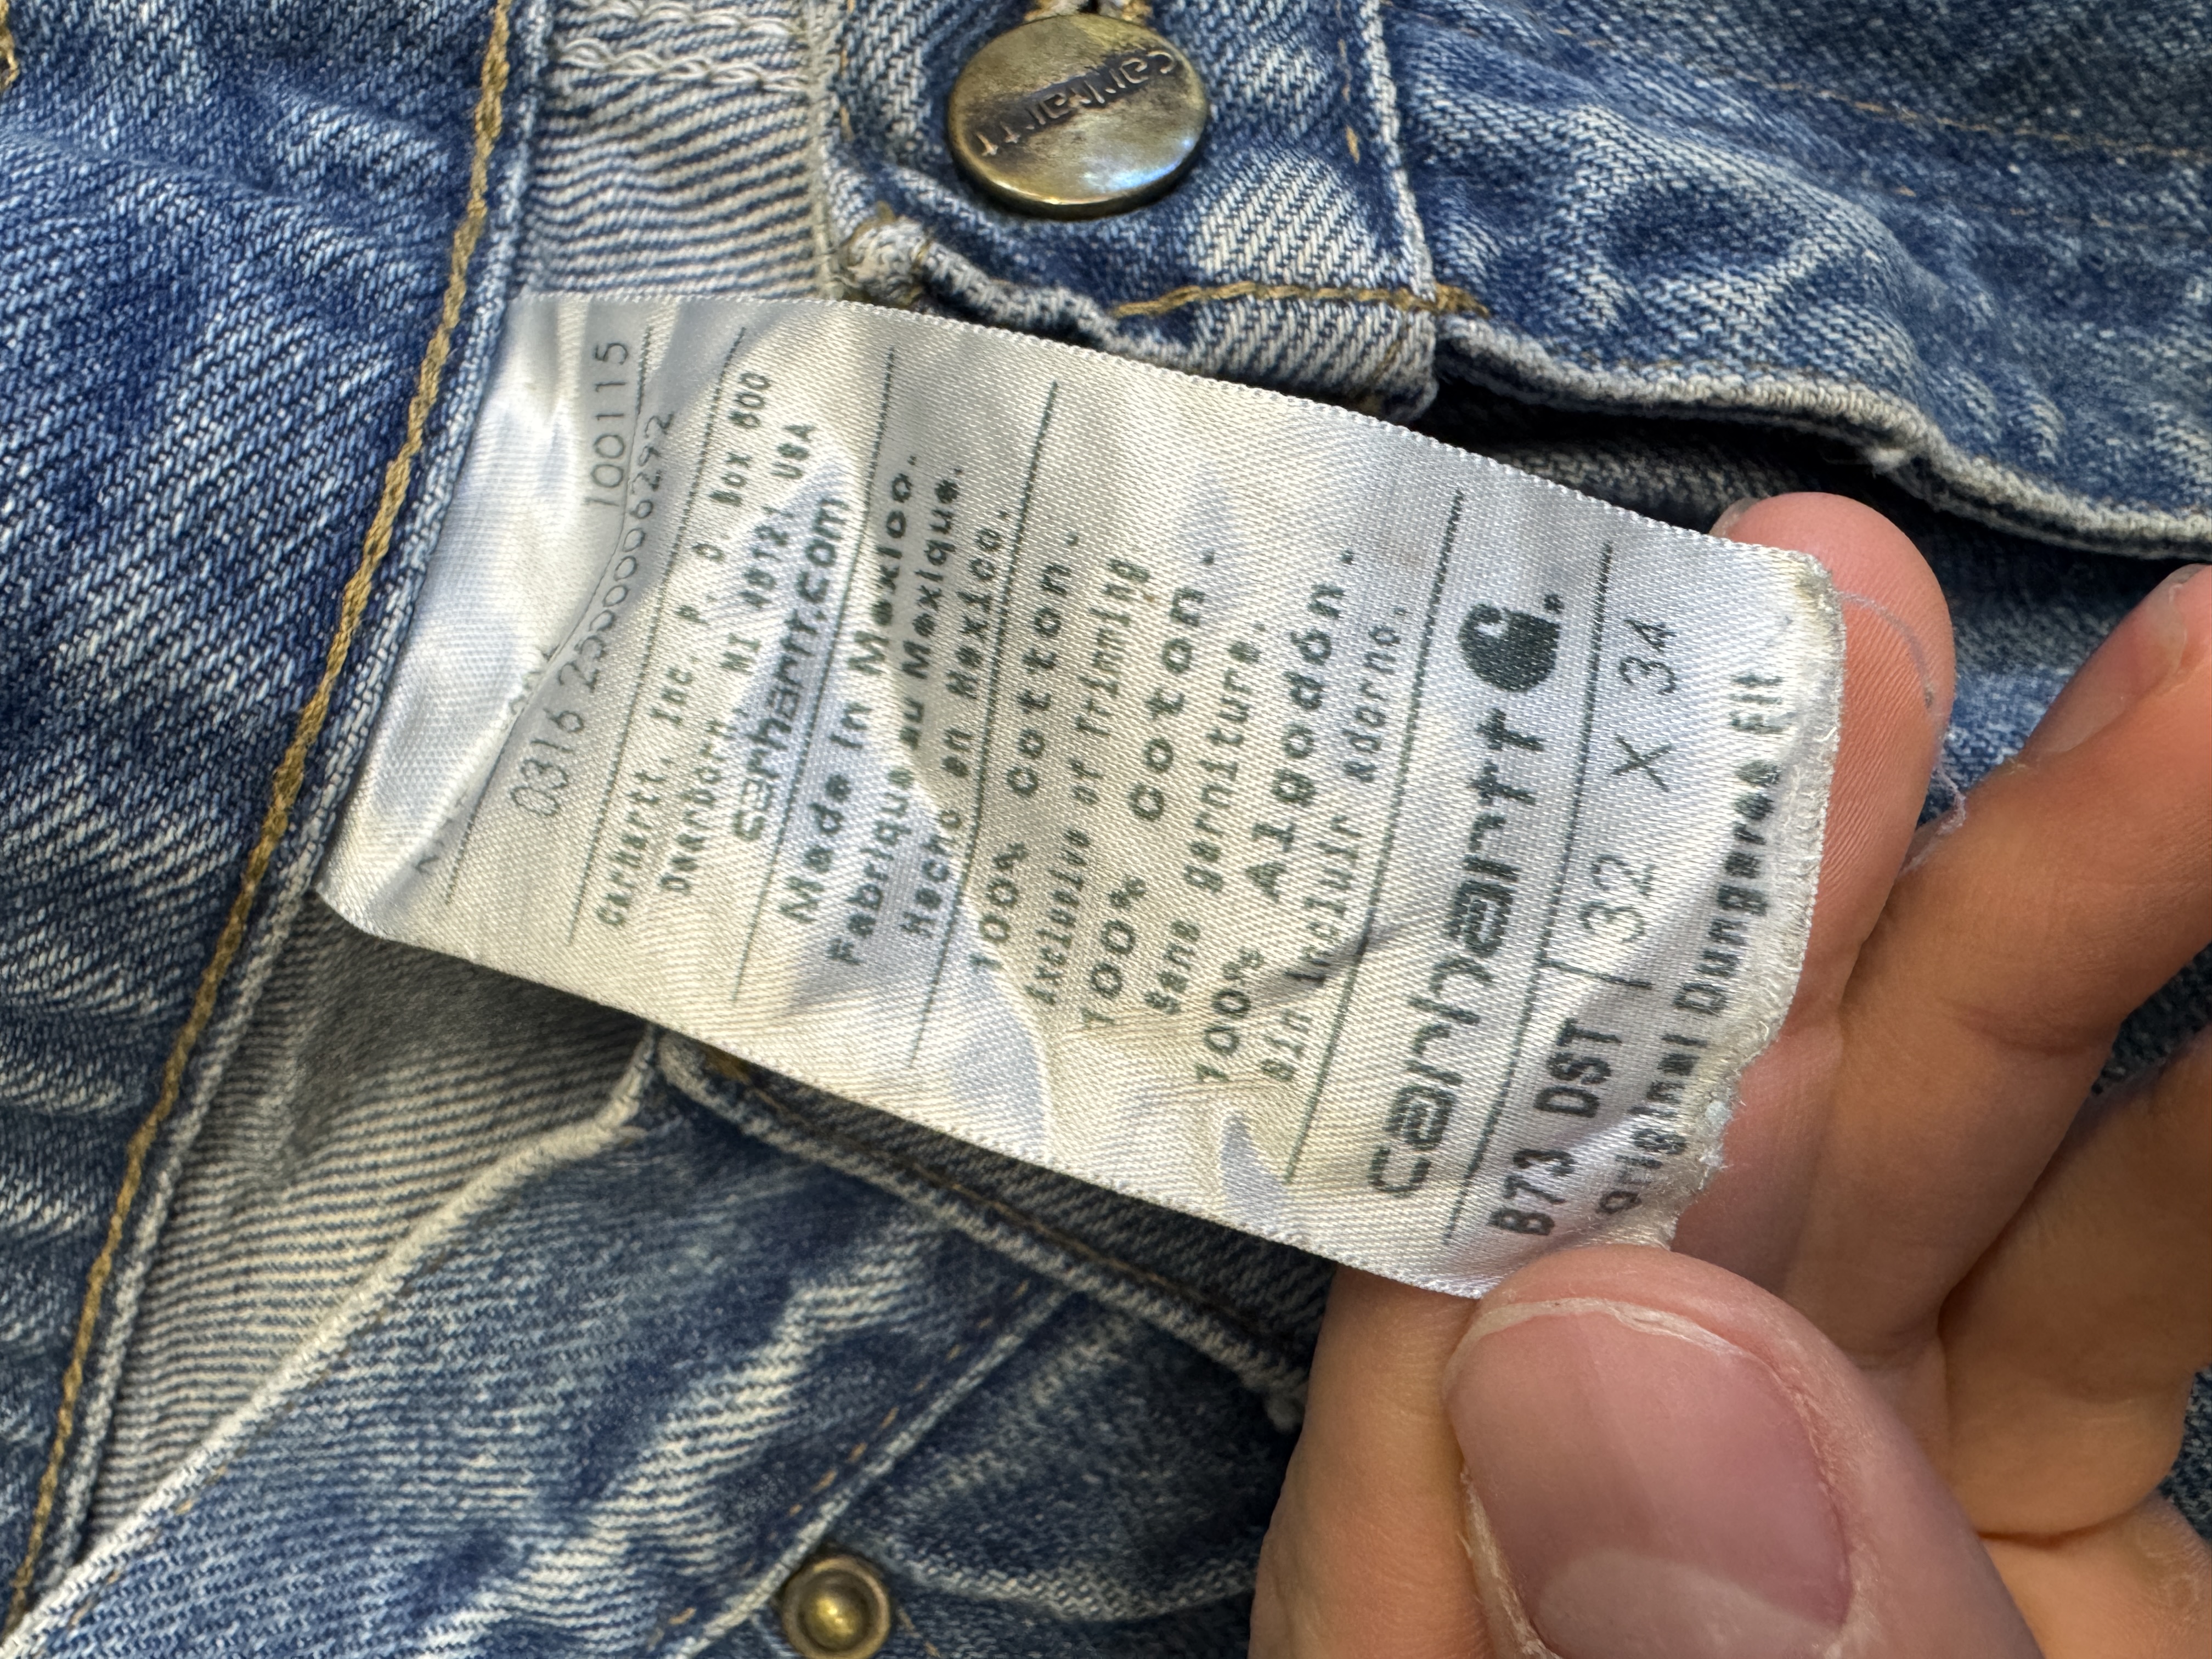 carhartt
100115
0316
Carhartt, Inc. P. O. Box 600
Dearborn MI 48121 USA
carhartt.com
Made in Mexico.
Fabrique au Mexique.
Hecho en Mexico.
100% cotton.
Exclusive of Trimming
100% coton.
Sans garniture.
100% Algodón.
Sin incluir adorno.
carhartt
B73 DST | 32 X 34
Original Dungaree Fit